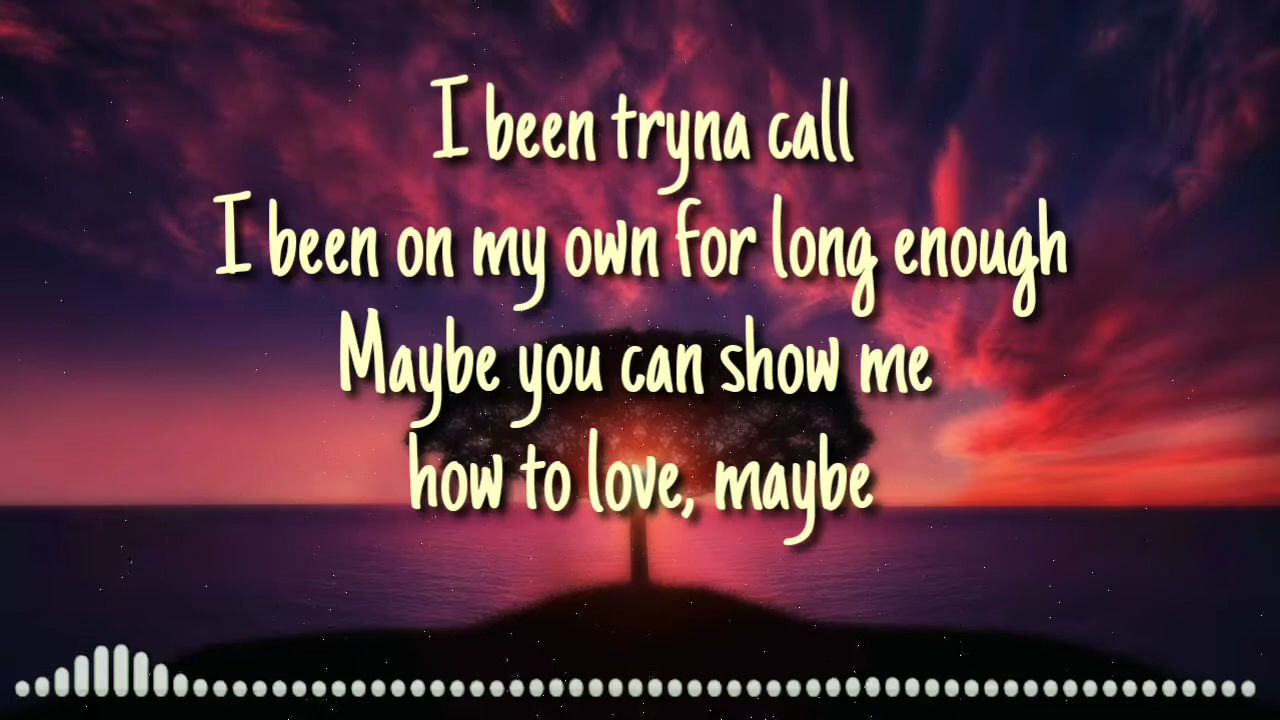 I been tryna call
I been on my own for long enough
Maybe you can show me
how to love, maybe